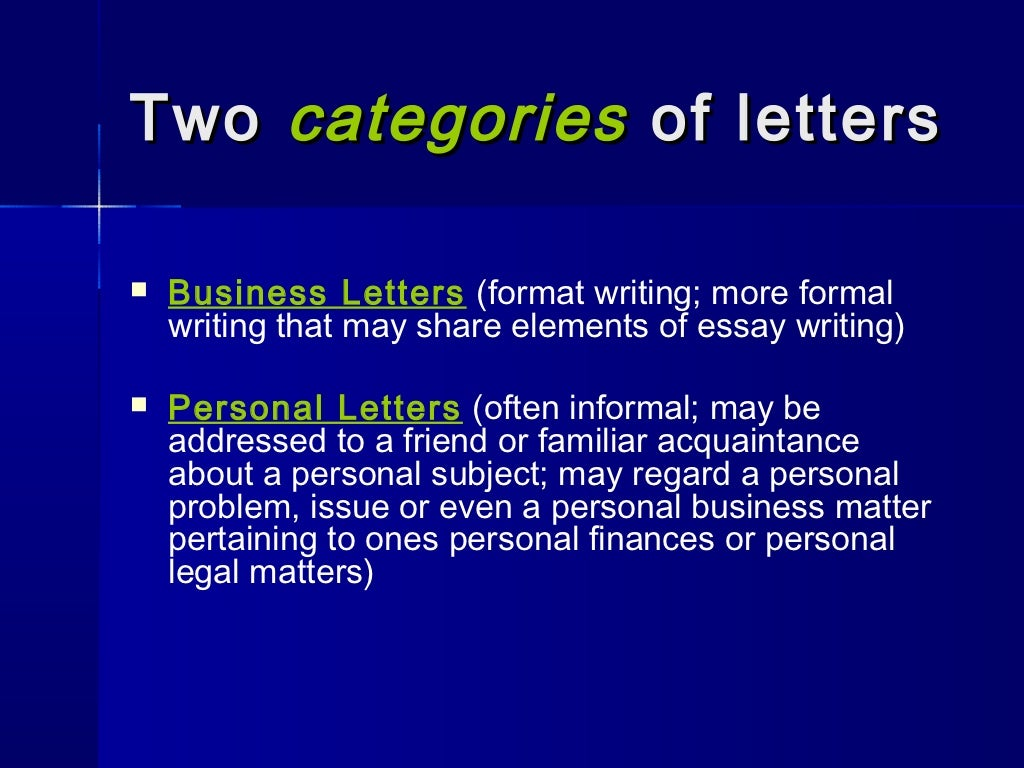 Two categories of letters
Business Letters (format writing; more formal
writing that may share elements of essay writing)
Personal Letters (often informal; may be
addressed to a friend or familiar acquaintance
about a personal subject; may regard a personal
problem, issue or even a personal business matter
pertaining to ones personal finances or personal
legal matters)